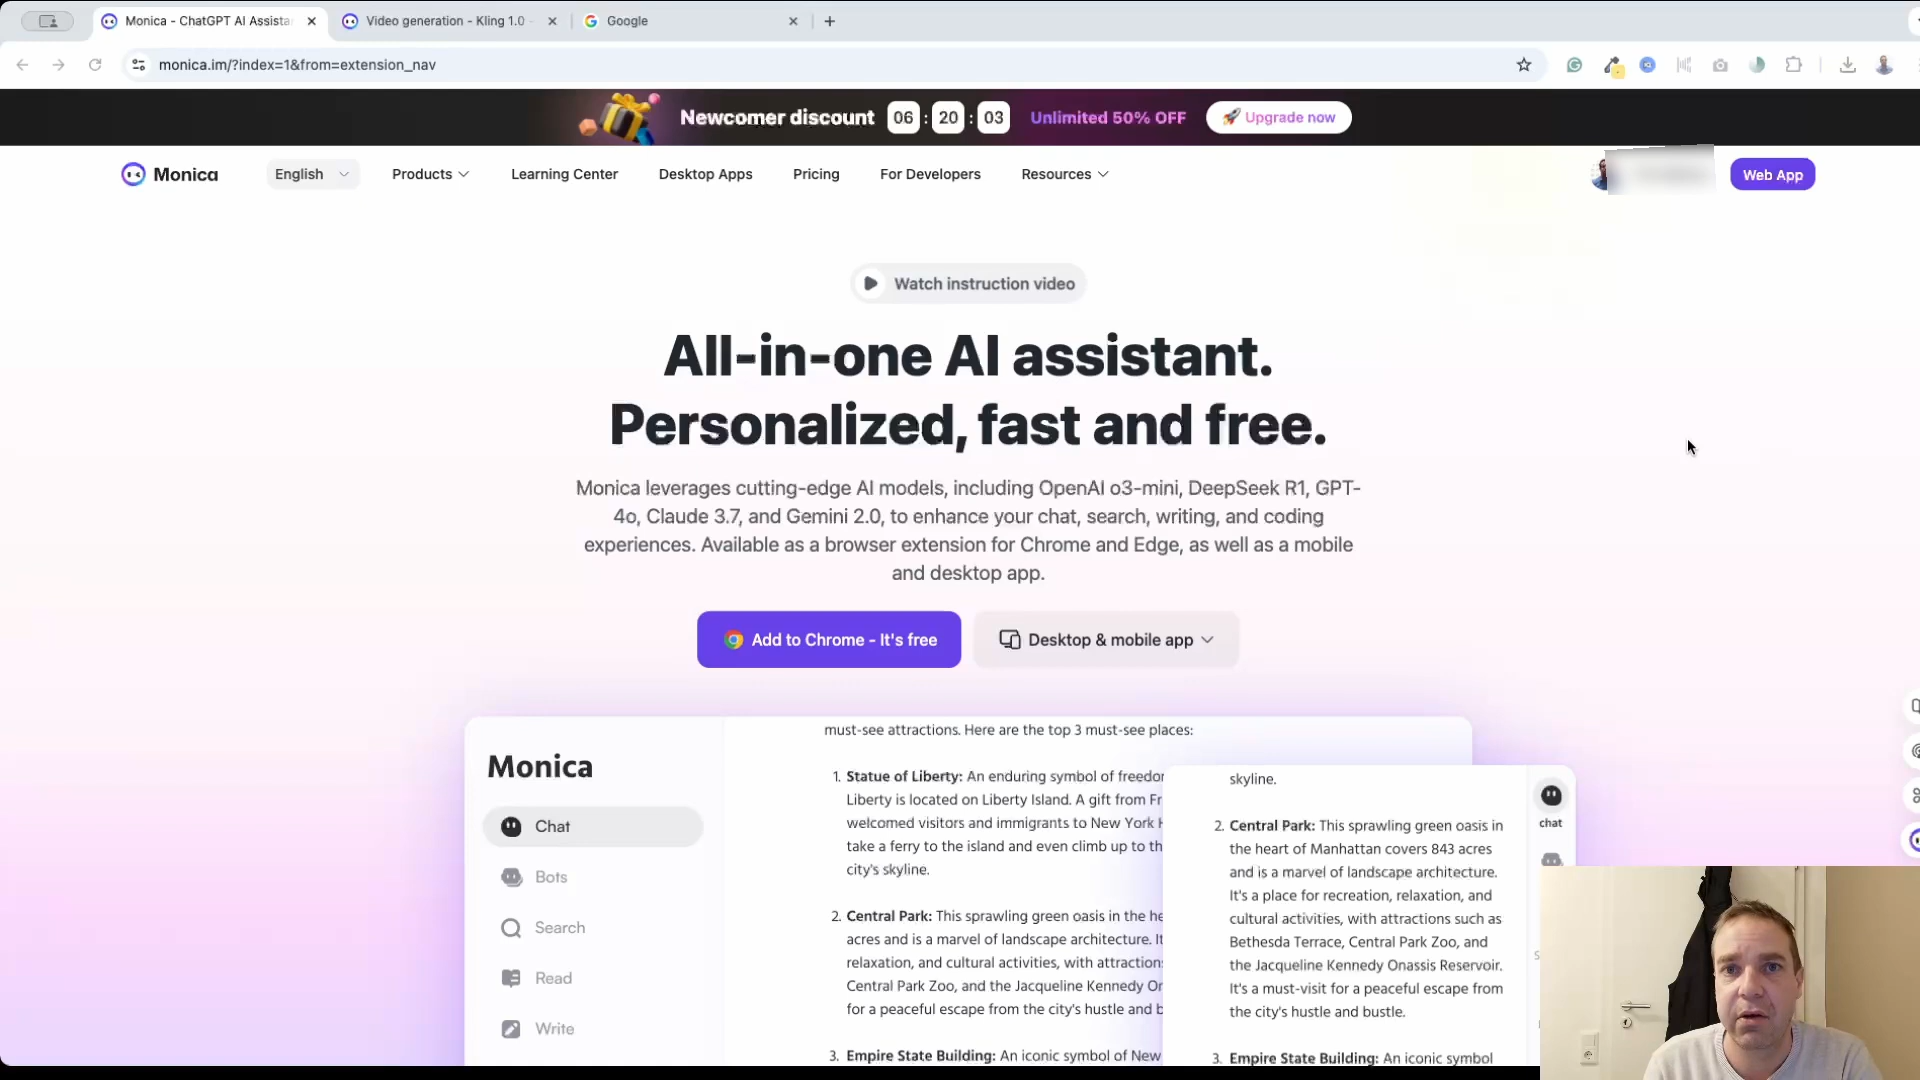 Monica - ChatGPT AI Assista
Video generation - Kling 1.0
Google
monica.im/?index=1&from=extension_nav
Newcomer discount 06 : 20 : 03 Unlimited 50% OFF Upgrade now
Monica English Products Learning Center Desktop Apps Pricing For Developers Resources Web App
Watch instruction video
All-in-one AI assistant.
Personalized, fast and free.
Monica leverages cutting-edge AI models, including OpenAI o3-mini, DeepSeek R1, GPT-
4o, Claude 3.7, and Gemini 2.0, to enhance your chat, search, writing, and coding
experiences. Available as a browser extension for Chrome and Edge, as well as a mobile
and desktop app.
Add to Chrome - It's free
Desktop & mobile app
Monica
Chat
Bots
Search
Read
Write
must-see attractions. Here are the top 3 must-see places:
1. Statue of Liberty: An enduring symbol of freedor
Liberty is located on Liberty Island. A gift from Fr
welcomed visitors and immigrants to New York H
take a ferry to the island and even climb up to th
city's skyline.
2. Central Park: This sprawling green oasis in the he
acres and is a marvel of landscape architecture. It
relaxation, and cultural activities, with attractions
Central Park Zoo, and the Jacqueline Kennedy Or
for a peaceful escape from the city's hustle and b
3. Empire State Building: An iconic symbol of New
skyline.
2. Central Park: This sprawling green oasis in
the heart of Manhattan covers 843 acres
and is a marvel of landscape architecture.
It's a place for recreation, relaxation, and
cultural activities, with attractions such as
Bethesda Terrace, Central Park Zoo, and
the Jacqueline Kennedy Onassis Reservoir.
It's a must-visit for a peaceful escape from
the city's hustle and bustle.
3. Empire State Building: An iconic symbol
chat